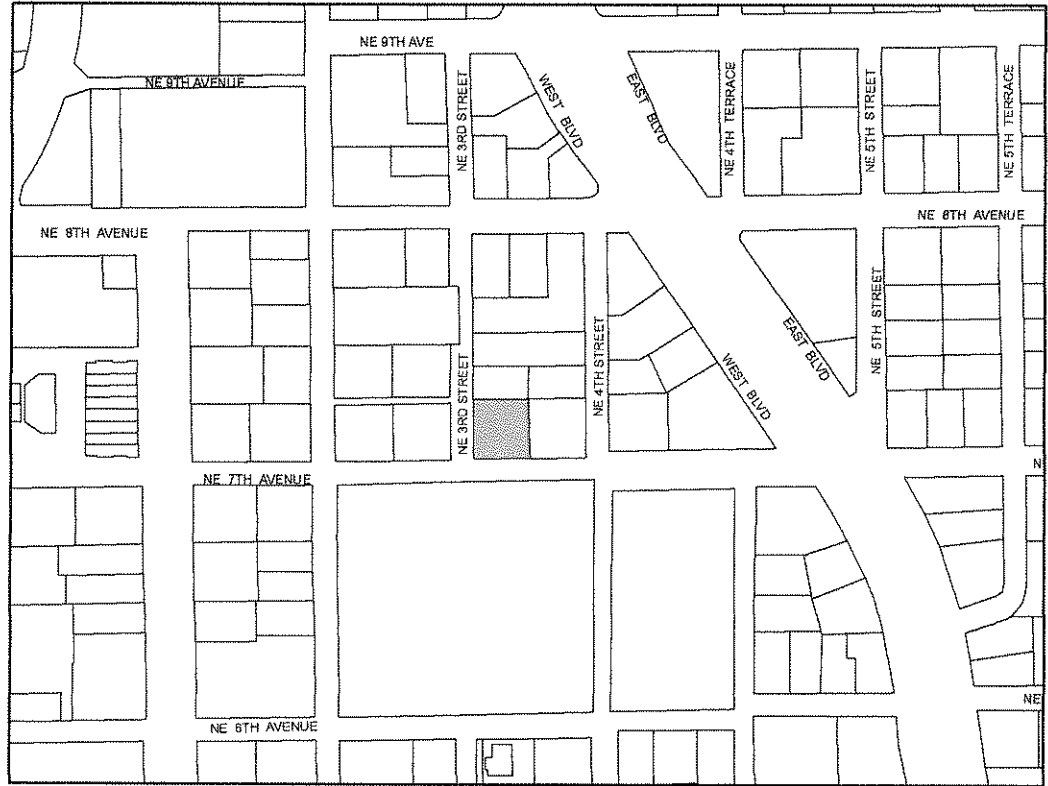 NE 9TH AVE
NE 9TH AVENUE
NE 3RD STREET
WEST BLVD
EAST BLVD
NE 4TH TERRACE
NE 5TH STREET
NE 5TH TERRACE
NE 8TH AVENUE
NE 8TH AVENUE
NE 3RD STREET
NE 4TH STREET
WEST BLVD
EAST BLVD
NE 5TH STREET
NE 7TH AVENUE
N
NE 6TH AVENUE
NE